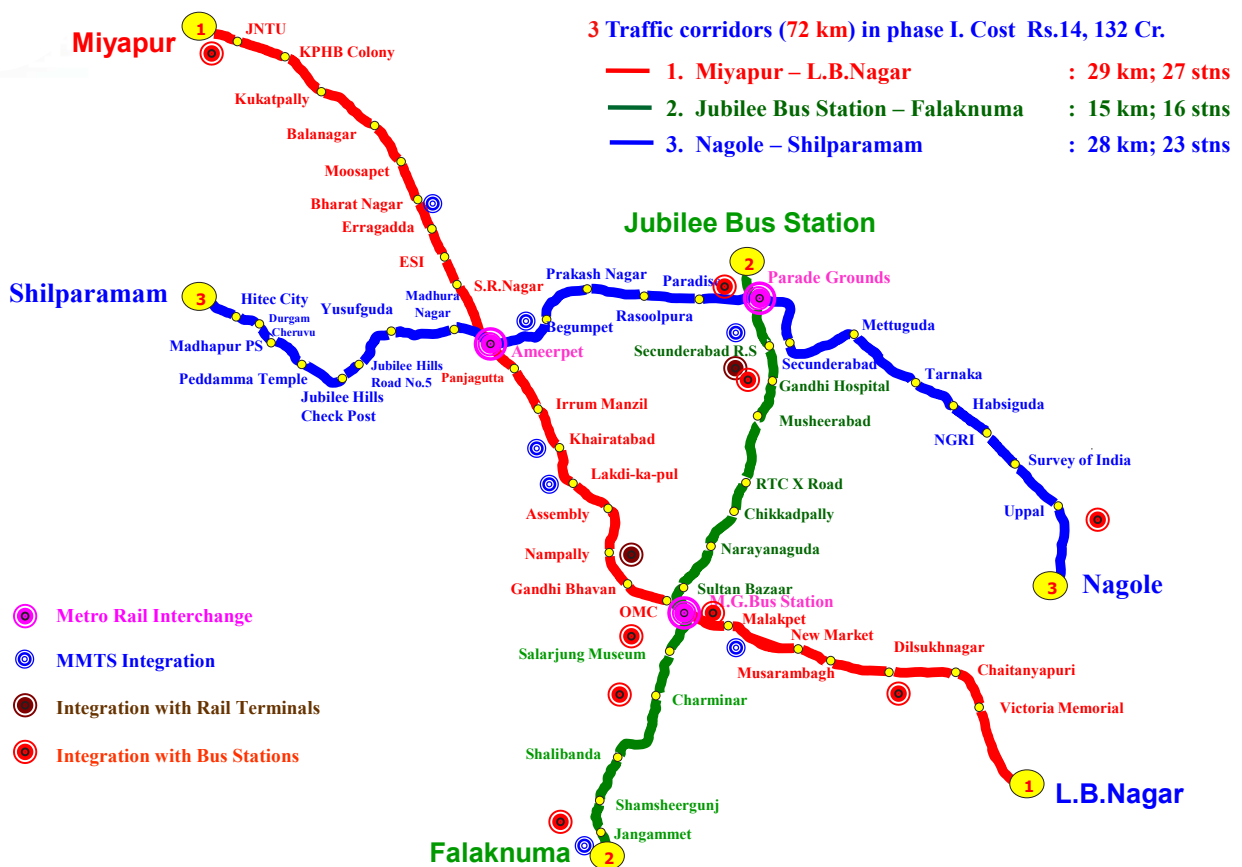 3 Traffic corridors (72 km) in phase I. Cost Rs.14, 132 Cr.
1. Miyapur – L.B.Nagar : 29 km; 27 stns
2. Jubilee Bus Station – Falaknuma : 15 km; 16 stns
3. Nagole – Shilparamam : 28 km; 23 stns
Miyapur
1
JNTU
KPHB Colony
Kukatpally
Balanagar
Moosapet
Bharat Nagar
Erragadda
ESI
S.R.Nagar
Ameerpet
Panjagutta
Irrum Manzil
Khairatabad
Lakdi-ka-pul
Assembly
Nampally
Gandhi Bhavan
OMC
M.G.Bus Station
Malakpet
New Market
Musarambagh
Dilsukhnagar
Chaitanyapuri
Victoria Memorial
1
L.B.Nagar
Jubilee Bus Station
2
Parade Grounds
Secunderabad R.S
Gandhi Hospital
Musheerabad
RTC X Road
Chikkadpally
Narayanaguda
Sultan Bazaar
Salarjung Museum
Charminar
Shalibanda
Shamsheergunj
Jangammet
Falaknuma
2
Shilparamam
3
Hitec City
Durgam
Cheruvu
Madhapur PS
Peddamma Temple
Jubilee Hills
Check Post
Jubilee Hills
Road No.5
Yusufguda
Madhura
Nagar
Begumpet
Prakash Nagar
Rasoolpura
Paradise
Secunderabad
Mettuguda
Tarnaka
Habsiguda
NGRI
Survey of India
Uppal
3
Nagole
Metro Rail Interchange
MMTS Integration
Integration with Rail Terminals
Integration with Bus Stations